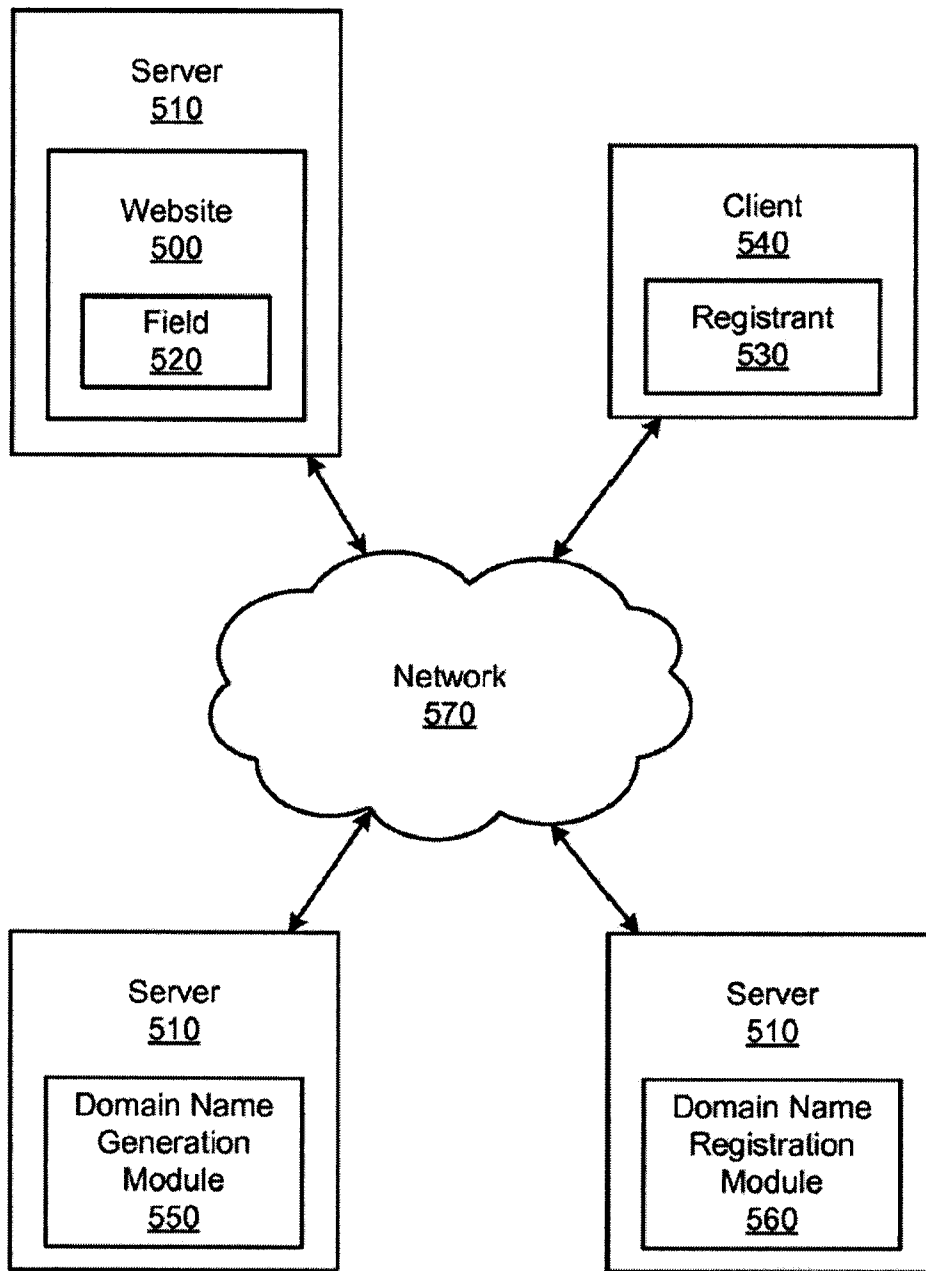 Server
510
Website
500
Field
520
Client
540
Registrant
530
Network
570
Server
510
Domain Name
Generation
Module
550
Server
510
Domain Name
Registration
Module
560